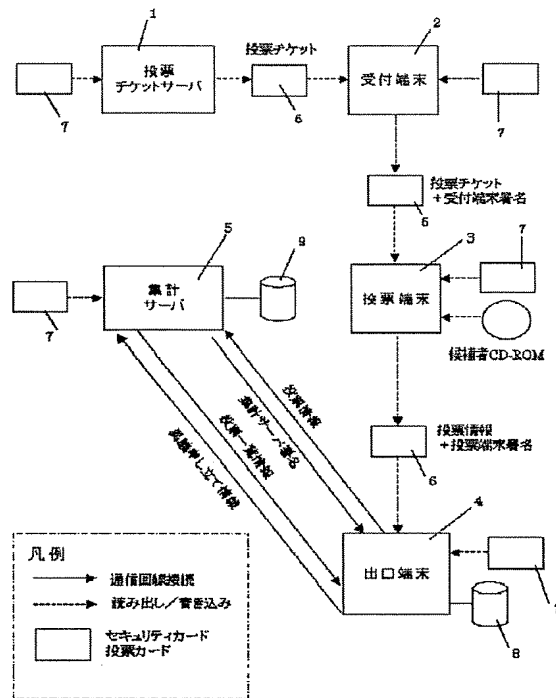 1
投票
チケットサーバ
7
投票チケット
6
2
受付端末
7
投票チケット
+受付端末署名
6
3
投票端末
7
候補者CD-ROM
5
集計
サーバ
9
7
投票情報
集計サーバ署名
投票一覧情報
異議申し立て情報
投票情報
+投票端末署名
6
4
出口端末
7
8
凡例
通信回線接続
読み出し/書き込み
セキュリティカード
投票カード